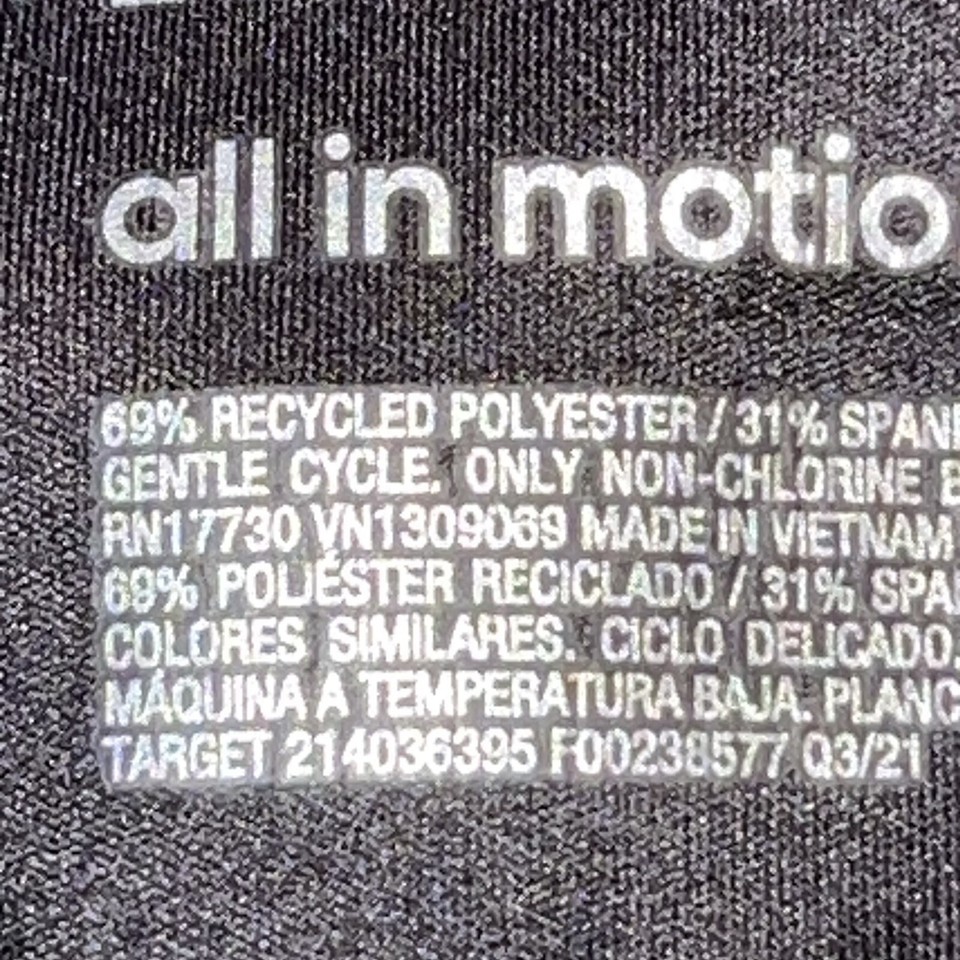 all in motio
69% RECYCLED POLYESTER / 31% SPAN
GENTLE CYCLE. ONLY NON-CHLORINE B
RN17730 VN1309069 MADE IN VIETNAM
69% POLIÉSTER RECICLADO / 31% SPA
COLORES SIMILARES. CICLO DELICADO.
MÁQUINA A TEMPERATURA BAJA. PLANC
TARGET 214036395 F00238577 Q3/21